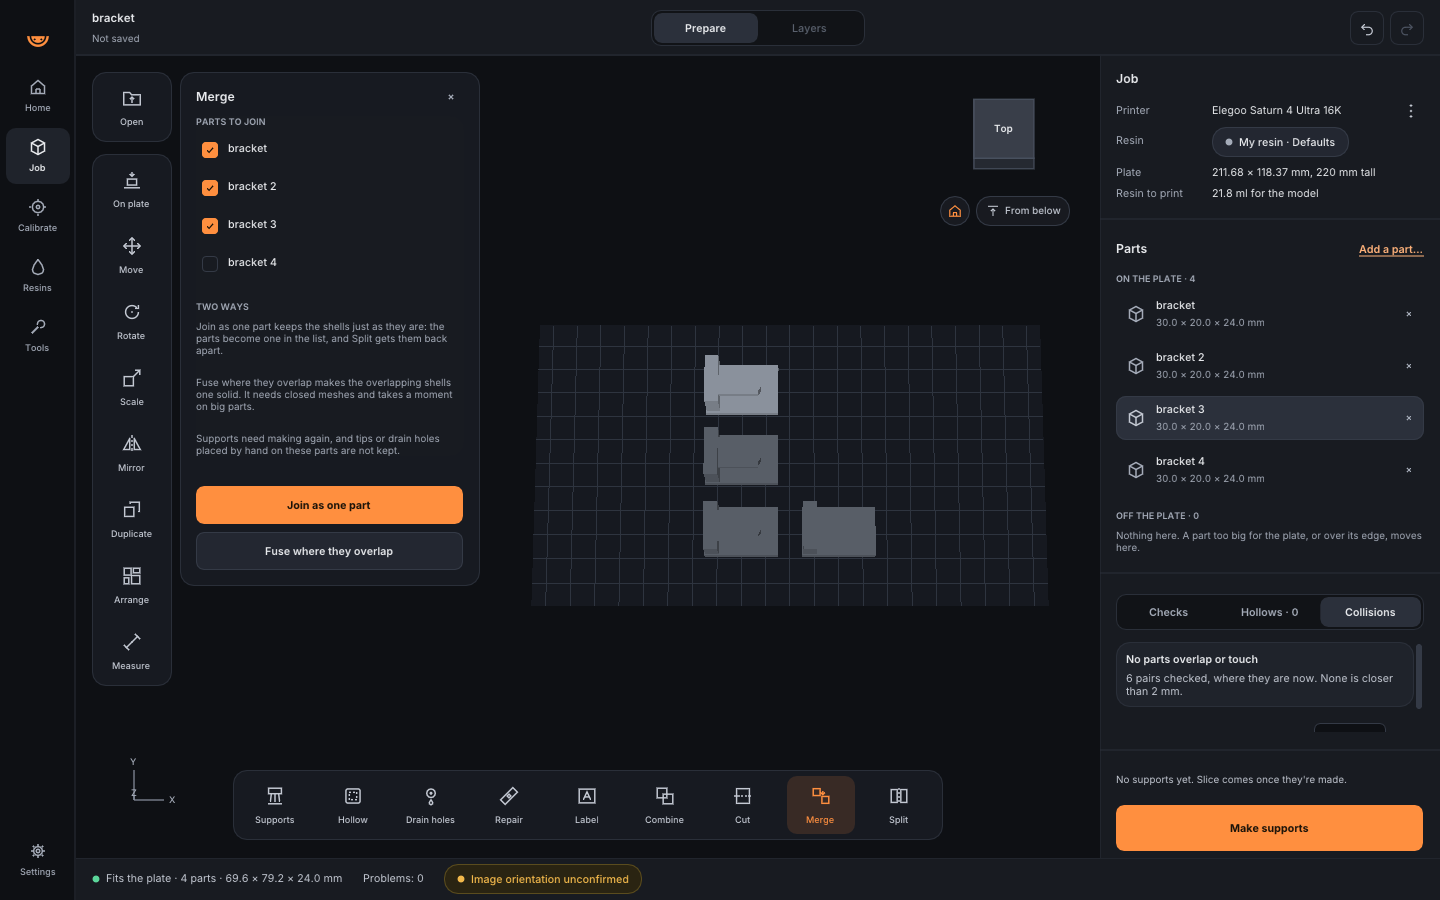 bracket
Not saved
Prepare
Layers
Home
Job
Calibrate
Resins
Tools
Settings
Open
On plate
Move
Rotate
Scale
Mirror
Duplicate
Arrange
Measure
Merge
PARTS TO JOIN
bracket
bracket 2
bracket 3
bracket 4
TWO WAYS
Join as one part keeps the shells just as they are: the
parts become one in the list, and Split gets them back
apart.
Fuse where they overlap makes the overlapping shells
one solid. It needs closed meshes and takes a moment
on big parts.
Supports need making again, and tips or drain holes
placed by hand on these parts are not kept.
Join as one part
Fuse where they overlap
Top
From below
Y
Z
X
Supports
Hollow
Drain holes
Repair
Label
Combine
Cut
Merge
Split
Job
Printer Elegoo Saturn 4 Ultra 16K
Resin My resin · Defaults
Plate 211.68 × 118.37 mm, 220 mm tall
Resin to print 21.8 ml for the model
Parts
Add a part...
ON THE PLATE · 4
bracket
30.0 × 20.0 × 24.0 mm
bracket 2
30.0 × 20.0 × 24.0 mm
bracket 3
30.0 × 20.0 × 24.0 mm
bracket 4
30.0 × 20.0 × 24.0 mm
OFF THE PLATE · 0
Nothing here. A part too big for the plate, or over its edge, moves
here.
Checks
Hollows · 0
Collisions
No parts overlap or touch
6 pairs checked, where they are now. None is closer
than 2 mm.
No supports yet. Slice comes once they're made.
Make supports
Fits the plate · 4 parts · 69.6 × 79.2 × 24.0 mm
Problems: 0
Image orientation unconfirmed